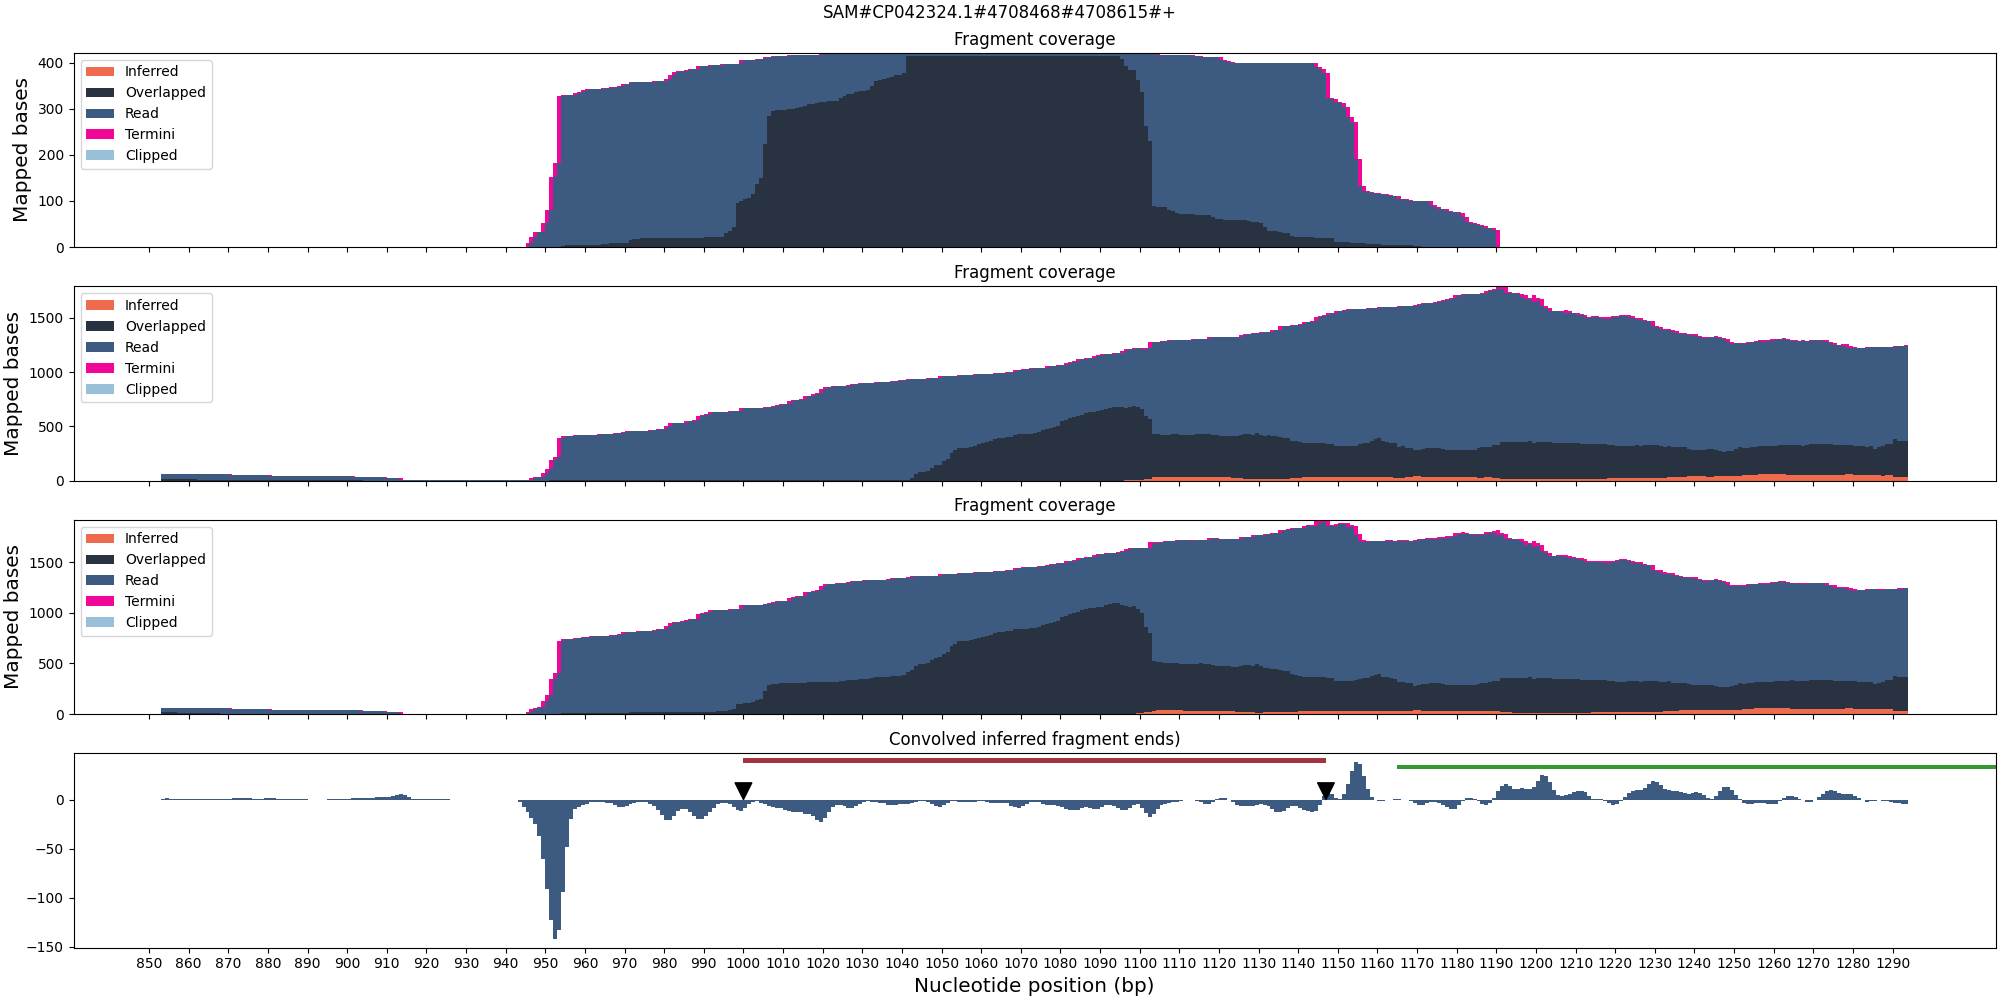 SAM#CP042324.1#4708468#4708615#+
Fragment coverage
Mapped bases
400
300
200
100
0
Inferred
Overlapped
Read
Termini
Clipped
Fragment coverage
Mapped bases
1500
1000
500
0
Inferred
Overlapped
Read
Termini
Clipped
Fragment coverage
Mapped bases
1500
1000
500
0
Inferred
Overlapped
Read
Termini
Clipped
Convolved inferred fragment ends)
0
−50
−100
−150
850 860 870 880 890 900 910 920 930 940 950 960 970 980 990 1000 1010 1020 1030 1040 1050 1060 1070 1080 1090 1100 1110 1120 1130 1140 1150 1160 1170 1180 1190 1200 1210 1220 1230 1240 1250 1260 1270 1280 1290
Nucleotide position (bp)